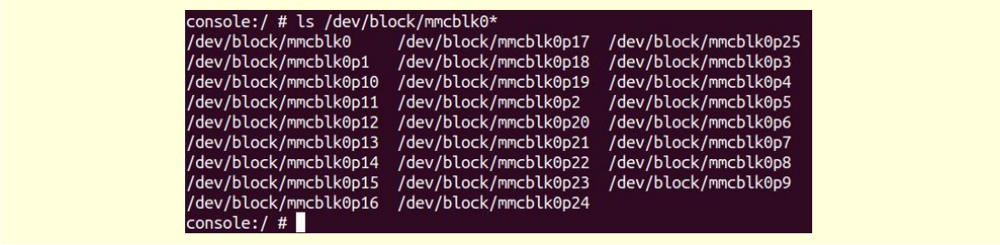 console:/ # ls /dev/block/mmcblk0*
/dev/block/mmcblk0 /dev/block/mmcblk0p17 /dev/block/mmcblk0p25
/dev/block/mmcblk0p1 /dev/block/mmcblk0p18 /dev/block/mmcblk0p3
/dev/block/mmcblk0p10 /dev/block/mmcblk0p19 /dev/block/mmcblk0p4
/dev/block/mmcblk0p11 /dev/block/mmcblk0p2 /dev/block/mmcblk0p5
/dev/block/mmcblk0p12 /dev/block/mmcblk0p20 /dev/block/mmcblk0p6
/dev/block/mmcblk0p13 /dev/block/mmcblk0p21 /dev/block/mmcblk0p7
/dev/block/mmcblk0p14 /dev/block/mmcblk0p22 /dev/block/mmcblk0p8
/dev/block/mmcblk0p15 /dev/block/mmcblk0p23 /dev/block/mmcblk0p9
/dev/block/mmcblk0p16 /dev/block/mmcblk0p24
console:/ #